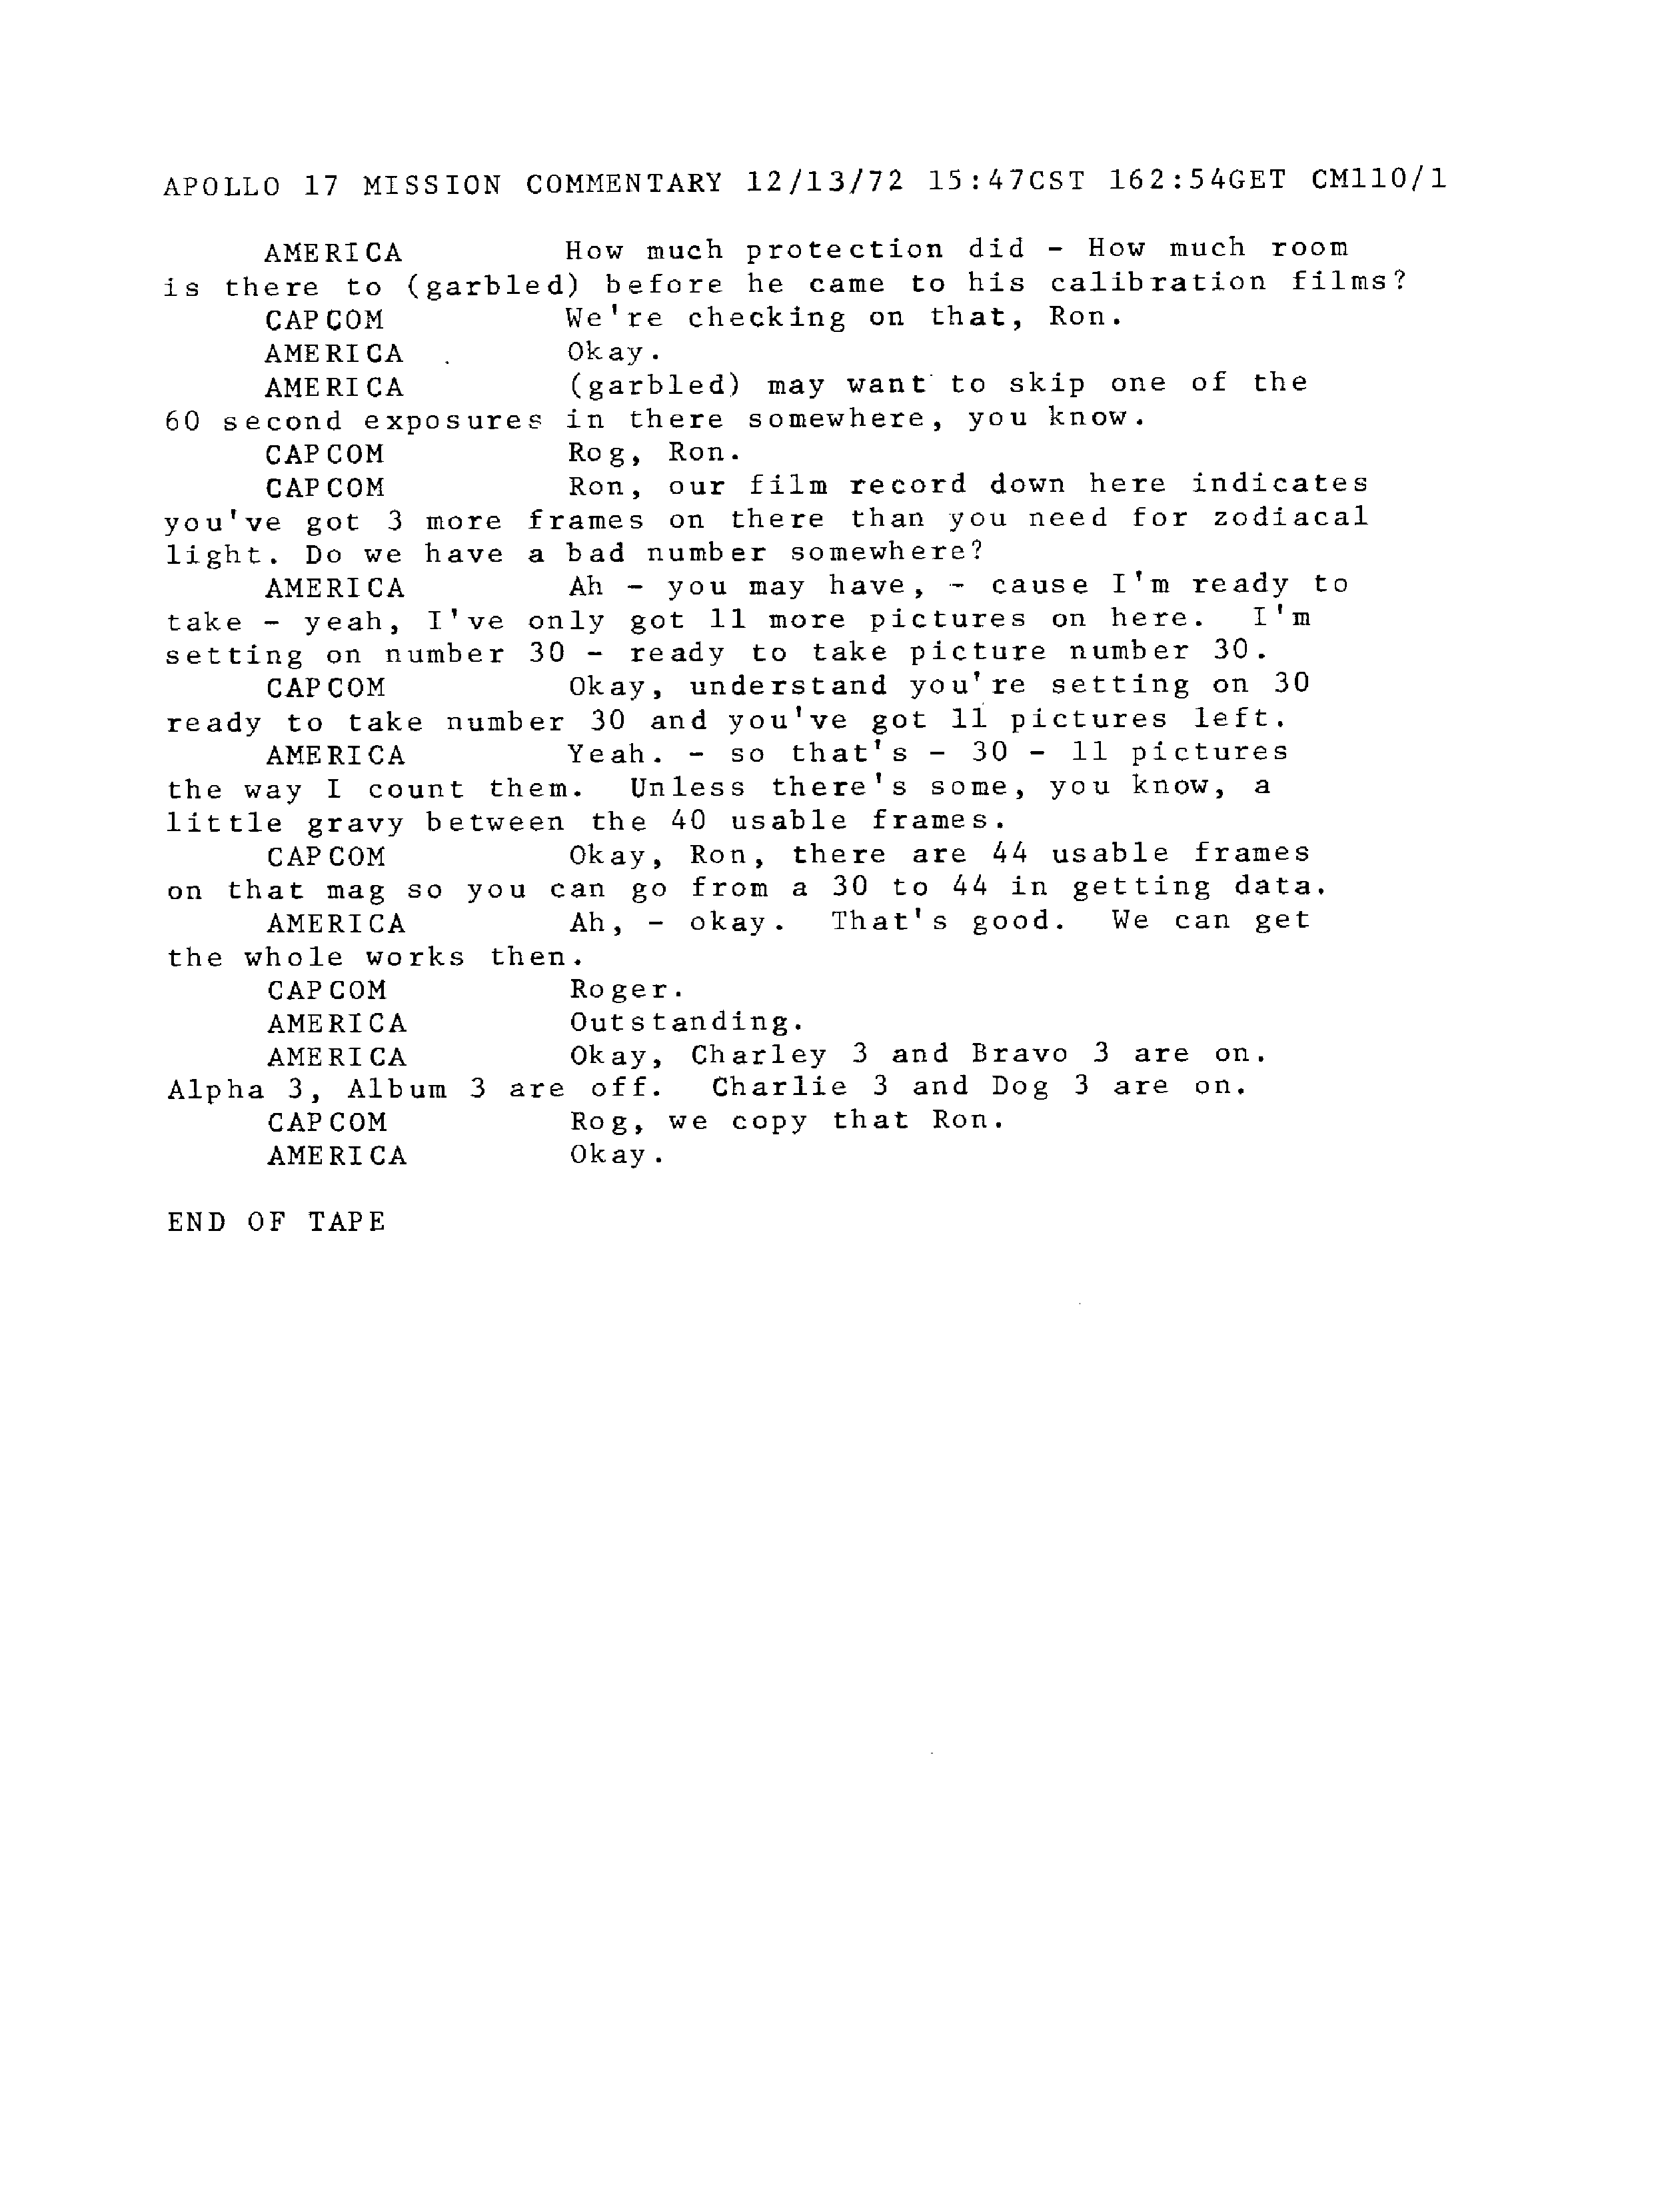 APOLLO 17 MISSION COMMENTARY 12/13/72 15:47CST 162:54GET CM110/1
AMERICA How much protection did - How much room
is there to (garbled) before he came to his calibration films?
CAPCOM We're checking on that, Ron.
AMERICA Okay.
AMERICA (garbled) may want to skip one of the
60 second exposures in there somewhere, you know.
CAPCOM Rog, Ron.
CAPCOM Ron, our film record down here indicates
you've got 3 more frames on there than you need for zodiacal
light. Do we have a bad number somewhere?
AMERICA Ah - you may have, - cause I'm ready to
take - yeah, I've only got 11 more pictures on here. I'm
setting on number 30 - ready to take picture number 30.
CAPCOM Okay, understand you're setting on 30
ready to take number 30 and you've got 11 pictures left.
AMERICA Yeah. - so that's - 30 - 11 pictures
the way I count them. Unless there's some, you know, a
little gravy between the 40 usable frames.
CAPCOM Okay, Ron, there are 44 usable frames
on that mag so you can go from a 30 to 44 in getting data.
AMERICA Ah, - okay. That's good. We can get
the whole works then.
CAPCOM Roger.
AMERICA Outstanding.
AMERICA Okay, Charley 3 and Bravo 3 are on.
Alpha 3, Album 3 are off. Charlie 3 and Dog 3 are on.
CAPCOM Rog, we copy that Ron.
AMERICA Okay.
END OF TAPE